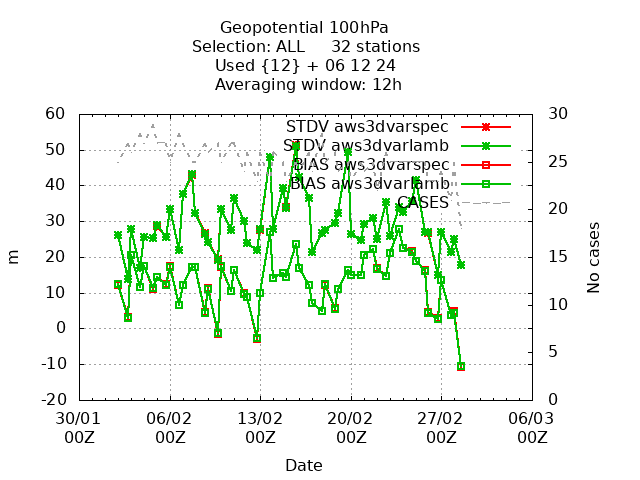 Geopotential 100hPa
Selection: ALL 32 stations
Used {12} + 06 12 24
Averaging window: 12h
60
50
40
30
20
10
0
-10
-20
m
30
25
20
15
10
5
0
No cases
STDV aws3dvarspec
STDV aws3dvarlamb
BIAS aws3dvarspec
BIAS aws3dvarlamb
CASES
30/01 06/02 13/02 20/02 27/02 06/03
00Z 00Z 00Z 00Z 00Z 00Z
Date